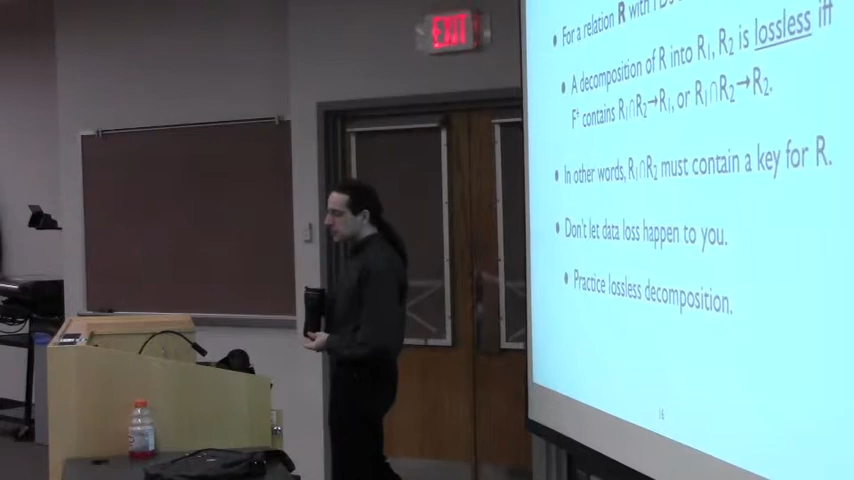 EXIT
• For a relation R with FDs
• A decomposition of R into R₁, R₂ is lossless iff
F⁺ contains R₁∩R₂→R₁, or R₁∩R₂→R₂.
• In other words, R₁∩R₂ must contain a key for R.
• Don't let data loss happen to you.
• Practice lossless decomposition.
16